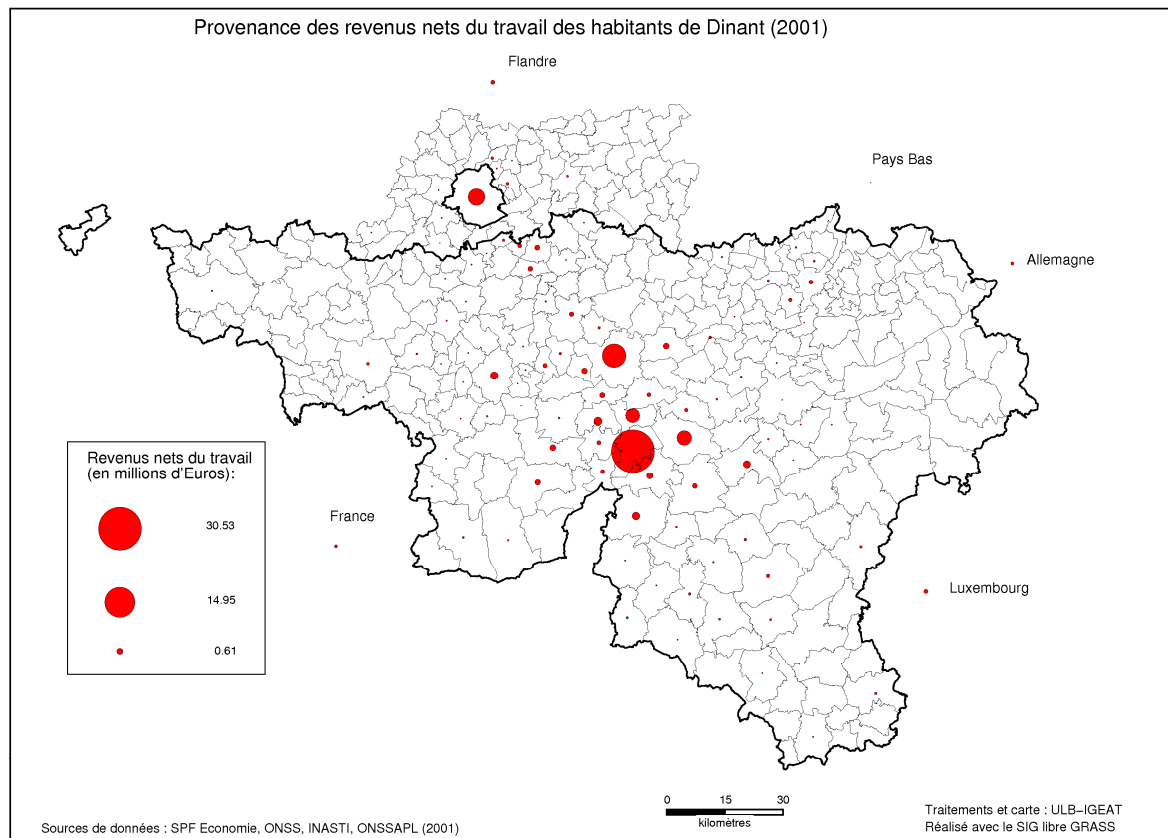 Provenance des revenus nets du travail des habitants de Dinant (2001)
Flandre
Pays Bas
Allemagne
Revenus nets du travail
(en millions d'Euros):
30.53
14.95
0.61
France
Luxembourg
0 15 30
kilomètres
Sources de données : SPF Economie, ONSS, INASTI, ONSSAPL (2001)
Traitements et carte : ULB-IGEAT
Réalisé avec le SIG libre GRASS